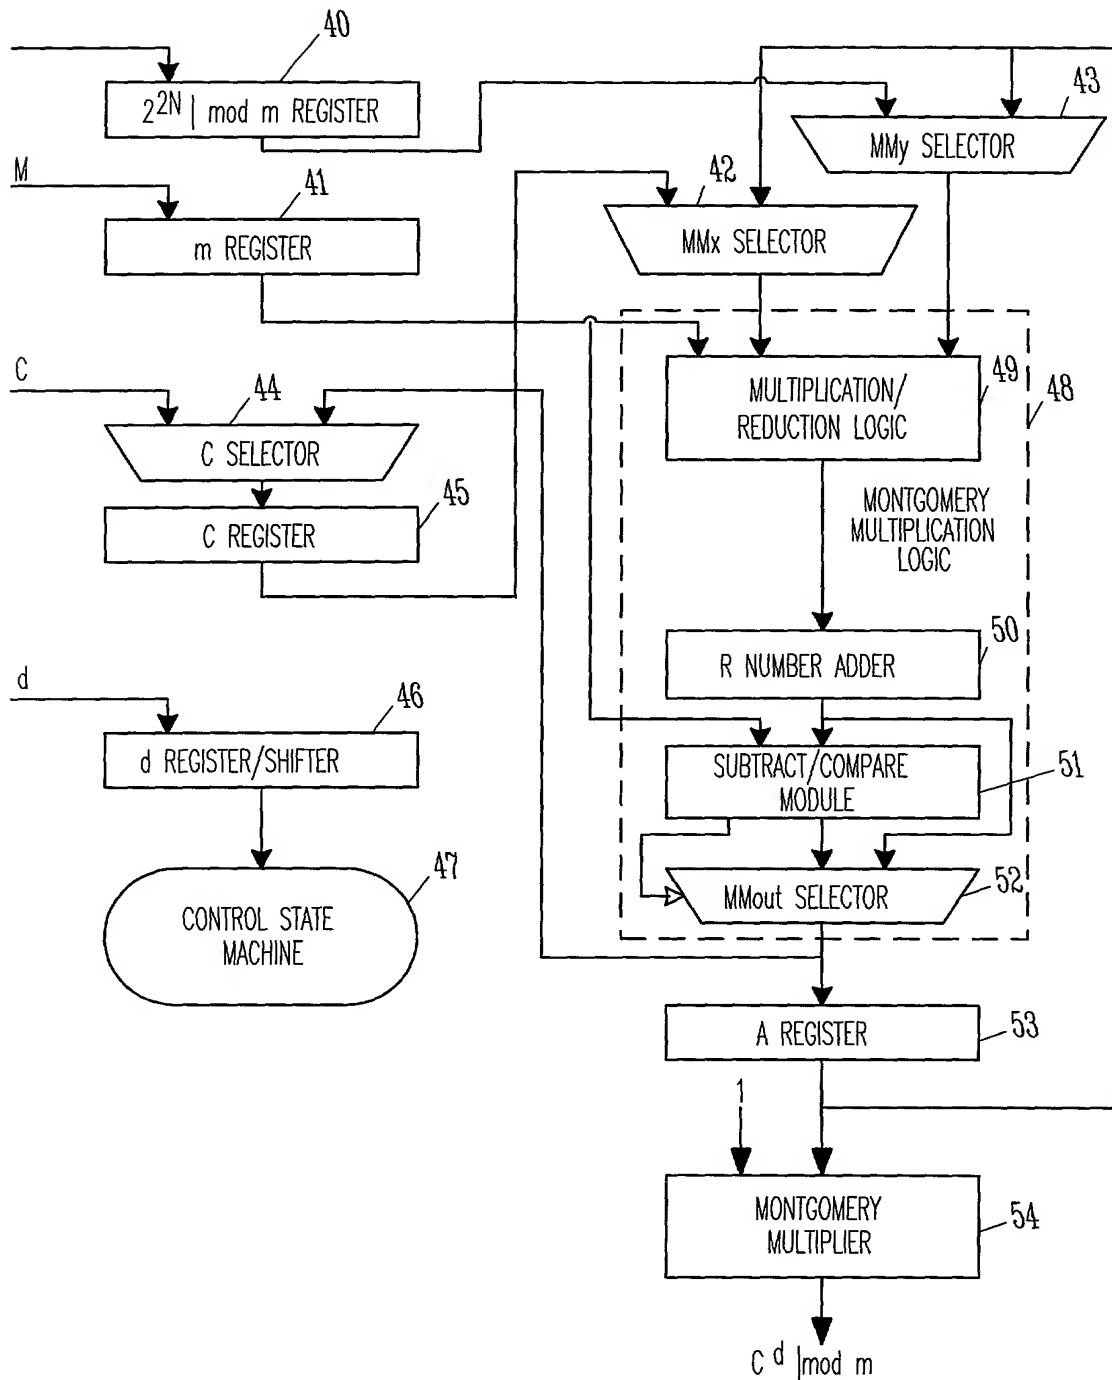 40
2^2N | mod m REGISTER
43
MMy SELECTOR
M
41
m REGISTER
42
MMx SELECTOR
C
44
C SELECTOR
45
C REGISTER
49
MULTIPLICATION/
REDUCTION LOGIC
48
MONTGOMERY
MULTIPLICATION
LOGIC
50
R NUMBER ADDER
d
46
d REGISTER/SHIFTER
51
SUBTRACT/COMPARE
MODULE
47
CONTROL STATE
MACHINE
52
MMout SELECTOR
53
A REGISTER
1
54
MONTGOMERY
MULTIPLIER
C^d |mod m